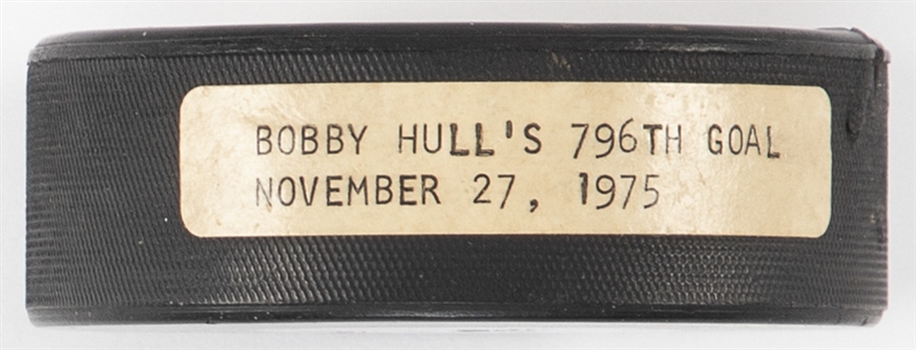 BOBBY HULL'S 796TH GOAL
NOVEMBER 27, 1975